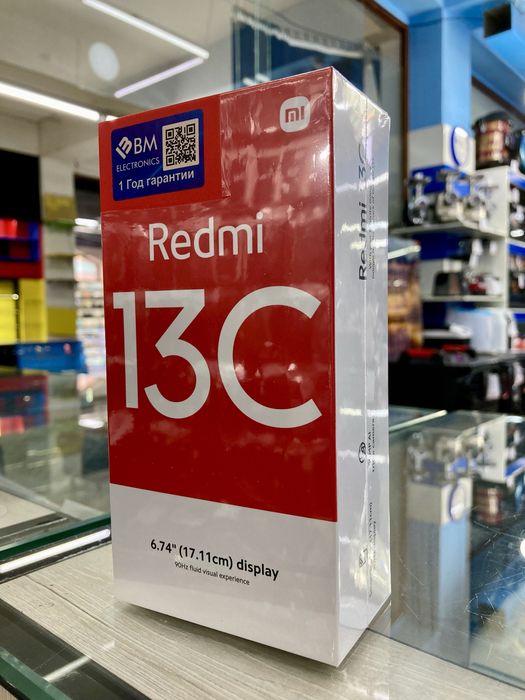 BM
ELECTRONICS
1 Год гарантии
mi
Redmi
13C
6.74" (17.11cm) display
90Hz fluid visual experience
Redmi 13C